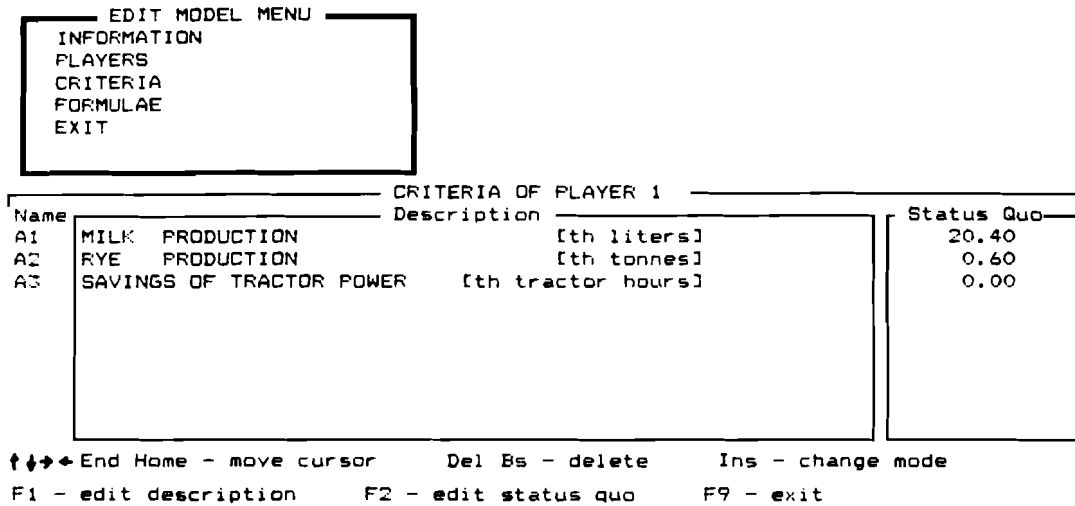 EDIT MODEL MENU
INFORMATION
PLAYERS
CRITERIA
FORMULAE
EXIT
CRITERIA OF PLAYER 1
Name Description Status Quo
A1 MILK PRODUCTION [th liters] 20.40
A2 RYE PRODUCTION [th tonnes] 0.60
A3 SAVINGS OF TRACTOR POWER [th tractor hours] 0.00
↑↓→← End Home - move cursor Del Bs - delete Ins - change mode
F1 - edit description F2 - edit status quo F9 - exit